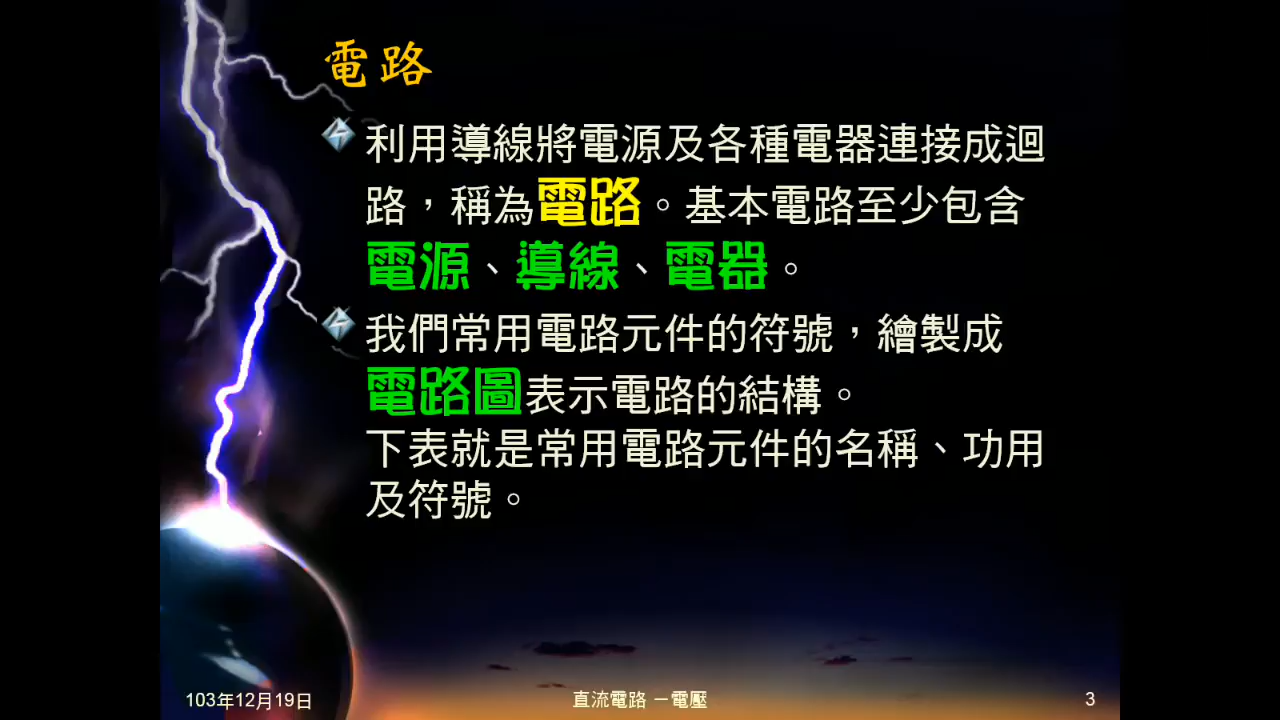 電路
利用導線將電源及各種電器連接成迴
路，稱為電路。基本電路至少包含
電源、導線、電器。
我們常用電路元件的符號，繪製成
電路圖表示電路的結構。
下表就是常用電路元件的名稱、功用
及符號。
103年12月19日
直流電路 －電壓
3